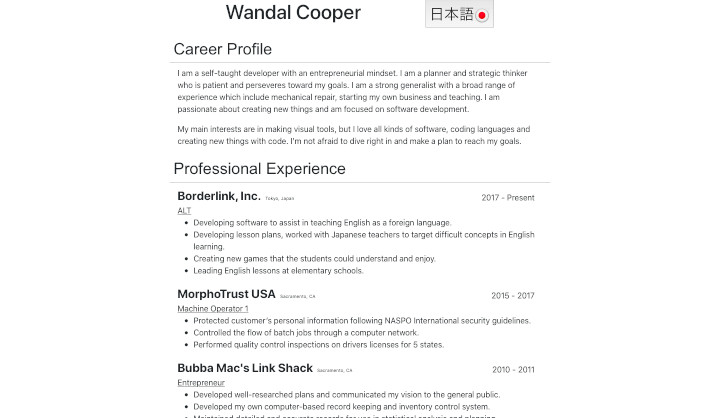 Wandal Cooper
日本語
Career Profile
I am a self-taught developer with an entrepreneurial mindset. I am a planner and strategic thinker
who is patient and perseveres toward my goals. I am a strong generalist with a broad range of
experience which include mechanical repair, starting my own business and teaching. I am
passionate about creating new things and am focused on software development.
My main interests are in making visual tools, but I love all kinds of software, coding languages and
creating new things with code. I'm not afraid to dive right in and make a plan to reach my goals.
Professional Experience
Borderlink, Inc. Tokyo, Japan 2017 - Present
ALT
• Developing software to assist in teaching English as a foreign language.
• Developing lesson plans, worked with Japanese teachers to target difficult concepts in English
learning.
• Creating new games that the students could understand and enjoy.
• Leading English lessons at elementary schools.
MorphoTrust USA Sacramento, CA 2015 - 2017
Machine Operator 1
• Protected customer's personal information following NASPO International security guidelines.
• Controlled the flow of batch jobs through a computer network.
• Performed quality control inspections on drivers licenses for 5 states.
Bubba Mac's Link Shack Sacramento, CA 2010 - 2011
Entrepreneur
• Developed well-researched plans and communicated my vision to the general public.
• Developed my own computer-based record keeping and inventory control system.